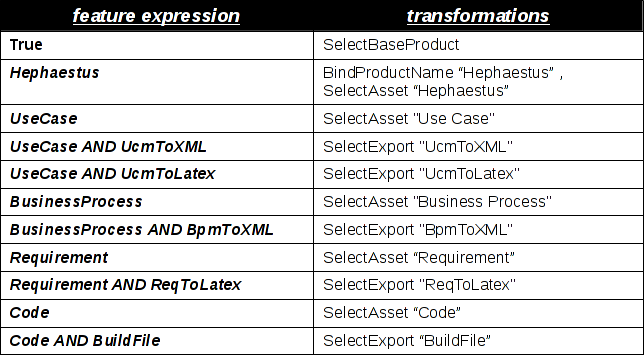 feature expression transformations
True SelectBaseProduct
Hephaestus BindProductName “Hephaestus” ,
SelectAsset “Hephaestus”
UseCase SelectAsset "Use Case"
UseCase AND UcmToXML SelectExport "UcmToXML"
UseCase AND UcmToLatex SelectExport "UcmToLatex"
BusinessProcess SelectAsset "Business Process"
BusinessProcess AND BpmToXML SelectExport "BpmToXML"
Requirement SelectAsset “Requirement”
Requirement AND ReqToLatex SelectExport "ReqToLatex"
Code SelectAsset “Code”
Code AND BuildFile SelectExport “BuildFile”